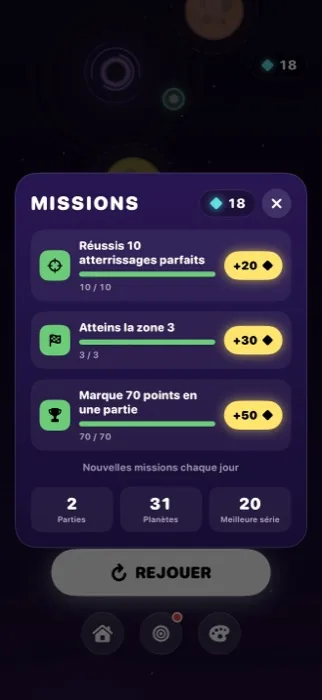 18
MISSIONS
18
Réussis 10
atterrissages parfaits
+20
10 / 10
Atteins la zone 3
+30
3 / 3
Marque 70 points en
une partie
+50
70 / 70
Nouvelles missions chaque jour
2
Parties
31
Planètes
20
Meilleure série
REJOUER